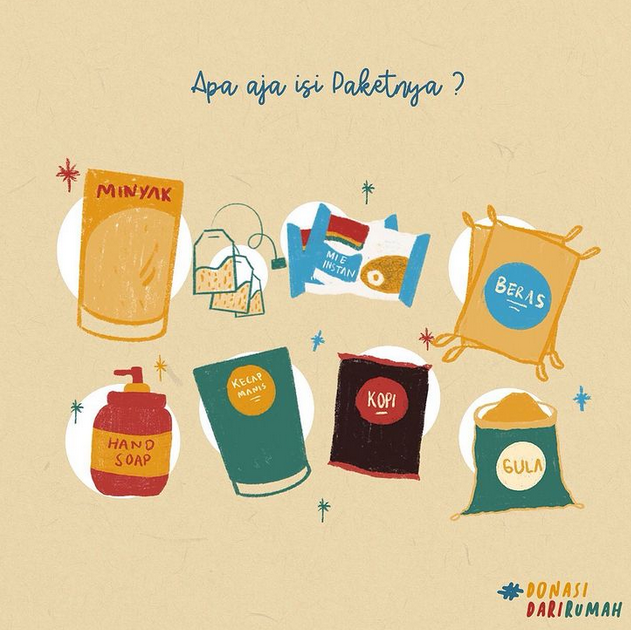 Apa aja isi Paketnya ?
MINYAK
MIE
INSTAN
BERAS
HAND
SOAP
KECAP
MANIS
KOPI
GULA
#DONASI
DARIRUMAH